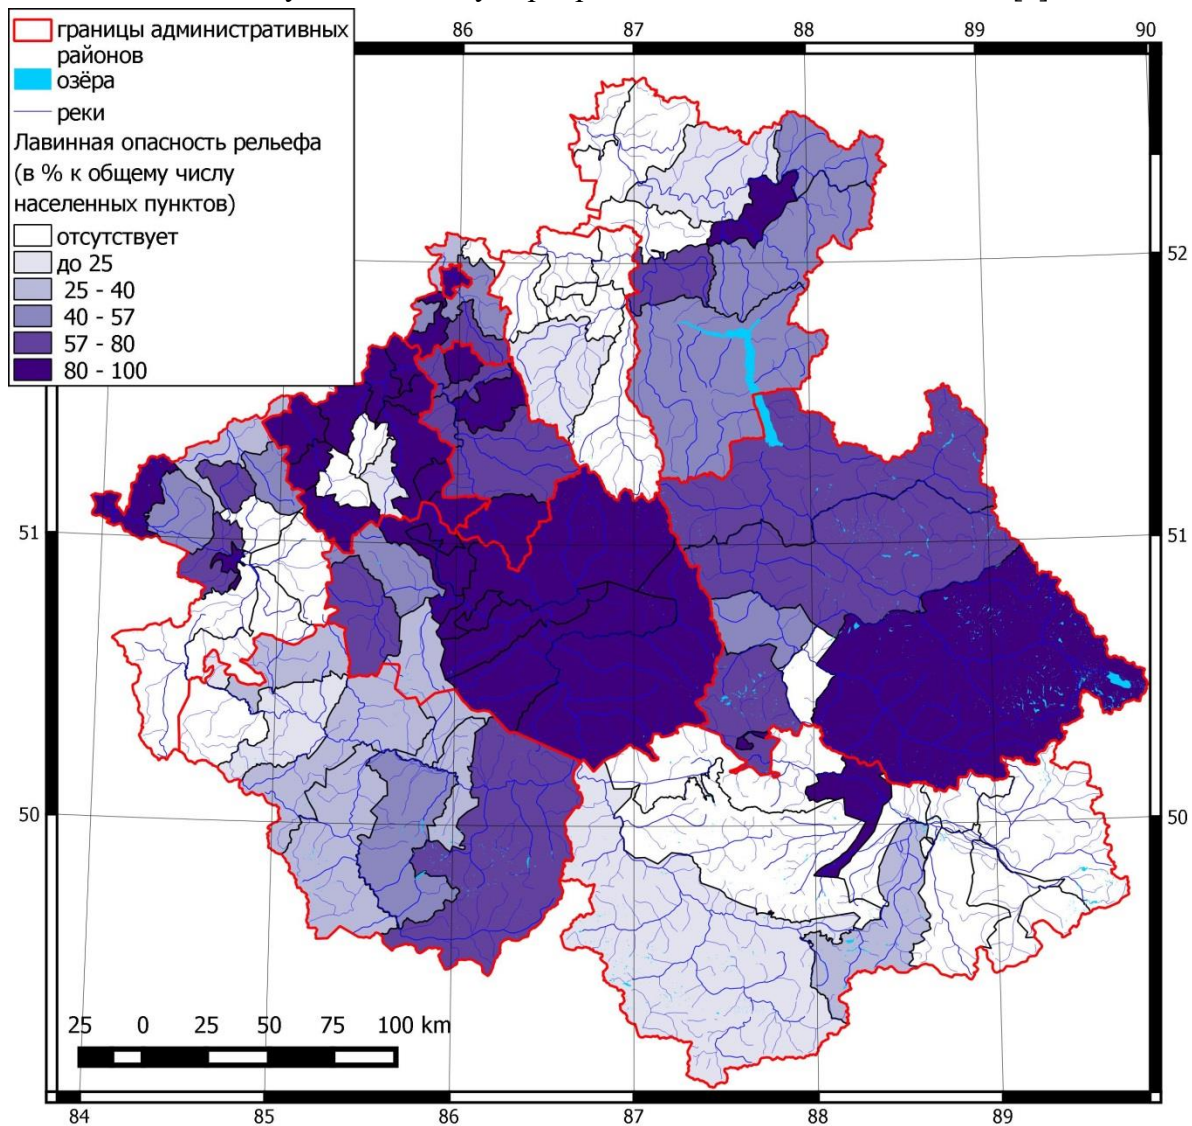 границы административных
районов
озёра
реки
Лавинная опасность рельефа
(в % к общему числу
населенных пунктов)
отсутствует
до 25
25 - 40
40 - 57
57 - 80
80 - 100
86 87 88 89 90
52
51 51
50 50
25 0 25 50 75 100 km
84 85 86 87 88 89